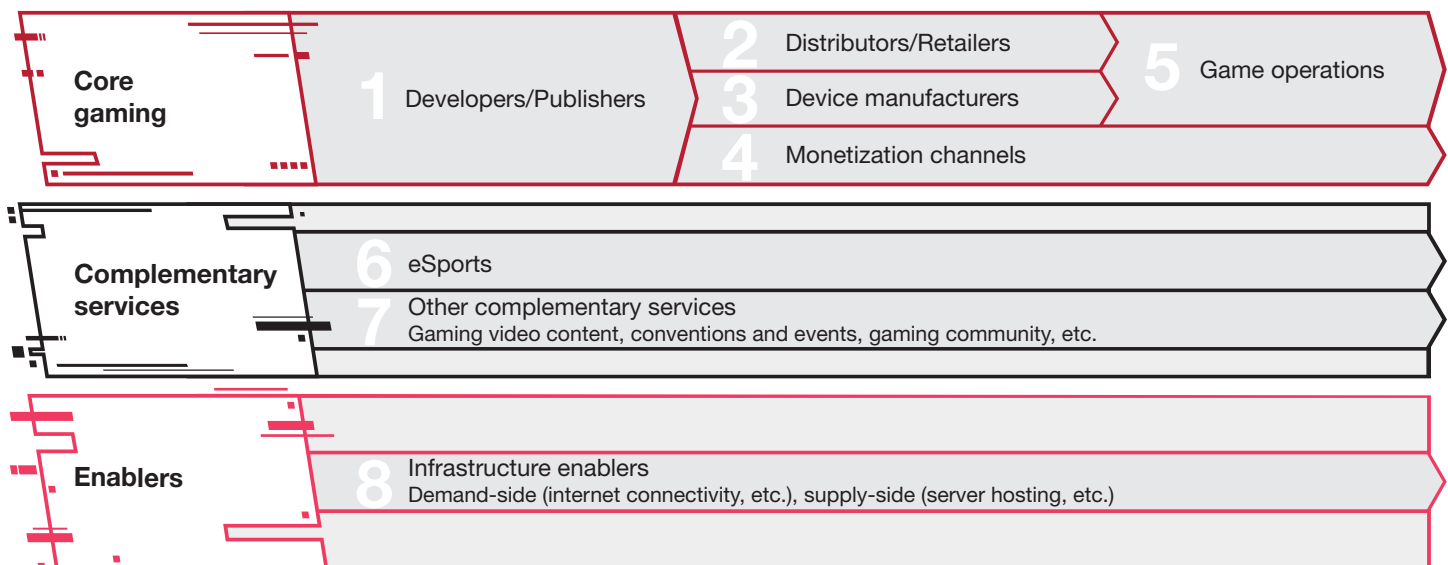 Core
gaming
1 Developers/Publishers
2 Distributors/Retailers
3 Device manufacturers
4 Monetization channels
5 Game operations
Complementary
services
6 eSports
7 Other complementary services
Gaming video content, conventions and events, gaming community, etc.
Enablers
8 Infrastructure enablers
Demand-side (internet connectivity, etc.), supply-side (server hosting, etc.)